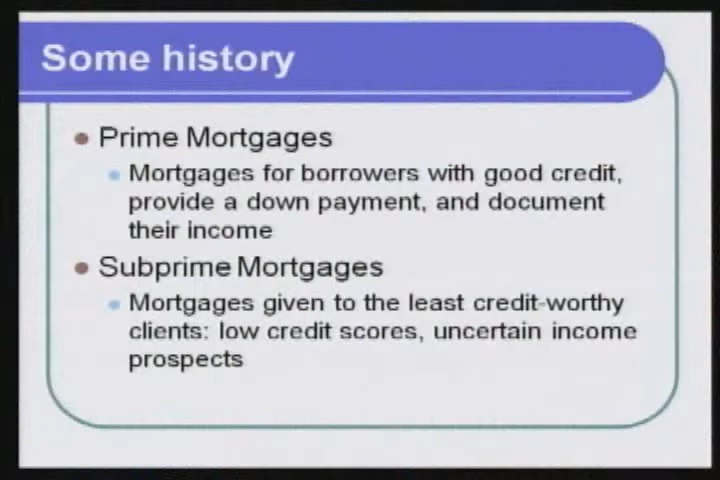 Some history
Prime Mortgages
Mortgages for borrowers with good credit,
provide a down payment, and document
their income
Subprime Mortgages
Mortgages given to the least credit-worthy
clients: low credit scores, uncertain income
prospects